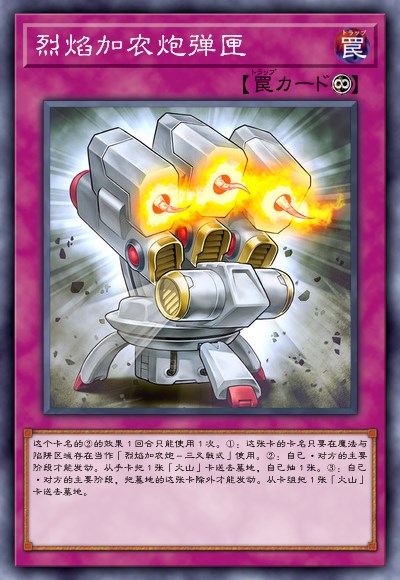 烈焰加农炮弹匣
トラップ
罠
トラップ
【罠カード】
这个卡名的②的效果1回合只能使用1次。①：这张卡的卡名只要在魔法与
陷阱区域存在当作「烈焰加农炮-三叉戟式」使用。②：自己·对方的主要
阶段才能发动。从手卡把1张「火山」卡送去墓地，自己抽1张。③：自己
·对方的主要阶段，把墓地的这张卡除外才能发动。从卡组把1张「火山」
卡送去墓地。